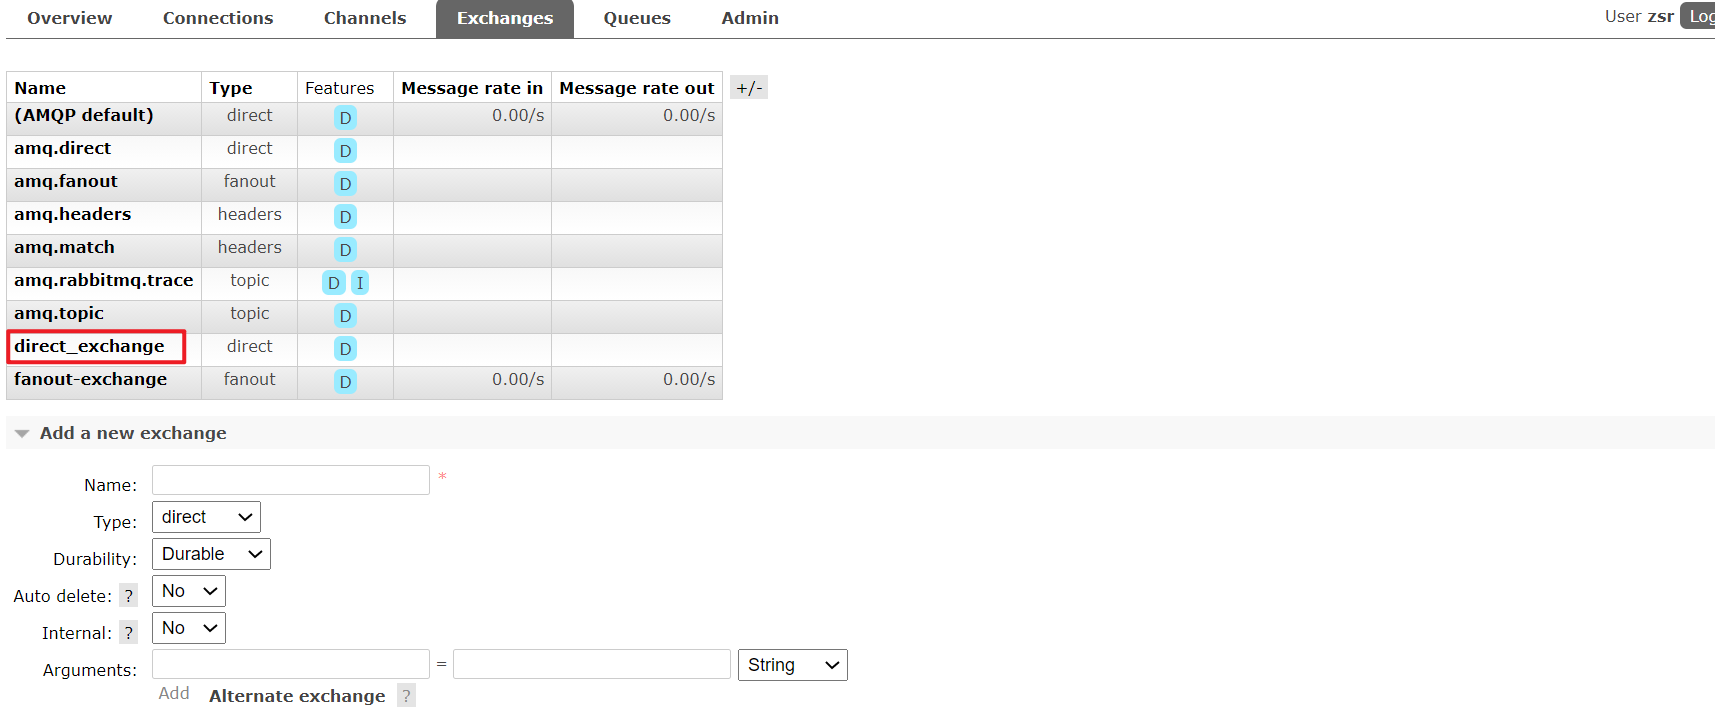 Overview Connections Channels Exchanges Queues Admin User zsr Log
Name Type Features Message rate in Message rate out +/-
(AMQP default) direct D 0.00/s 0.00/s
amq.direct direct D
amq.fanout fanout D
amq.headers headers D
amq.match headers D
amq.rabbitmq.trace topic D I
amq.topic topic D
direct_exchange direct D
fanout-exchange fanout D 0.00/s 0.00/s
Add a new exchange
Name: *
Type: direct
Durability: Durable
Auto delete: ? No
Internal: ? No
Arguments: = String
Add Alternate exchange ?